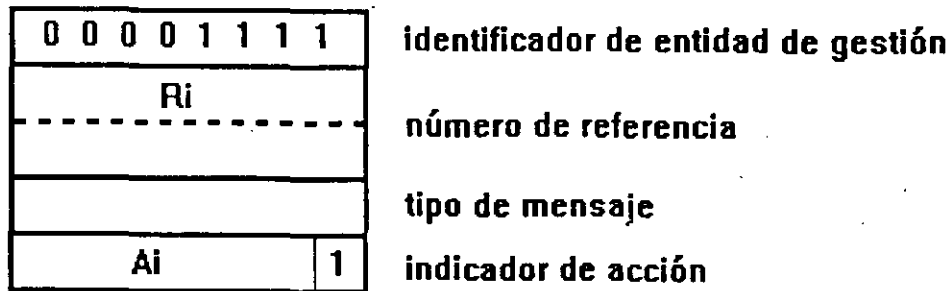 0 0 0 0 1 1 1 1 identificador de entidad de gestión
Ri
número de referencia
tipo de mensaje
Ai 1 indicador de acción